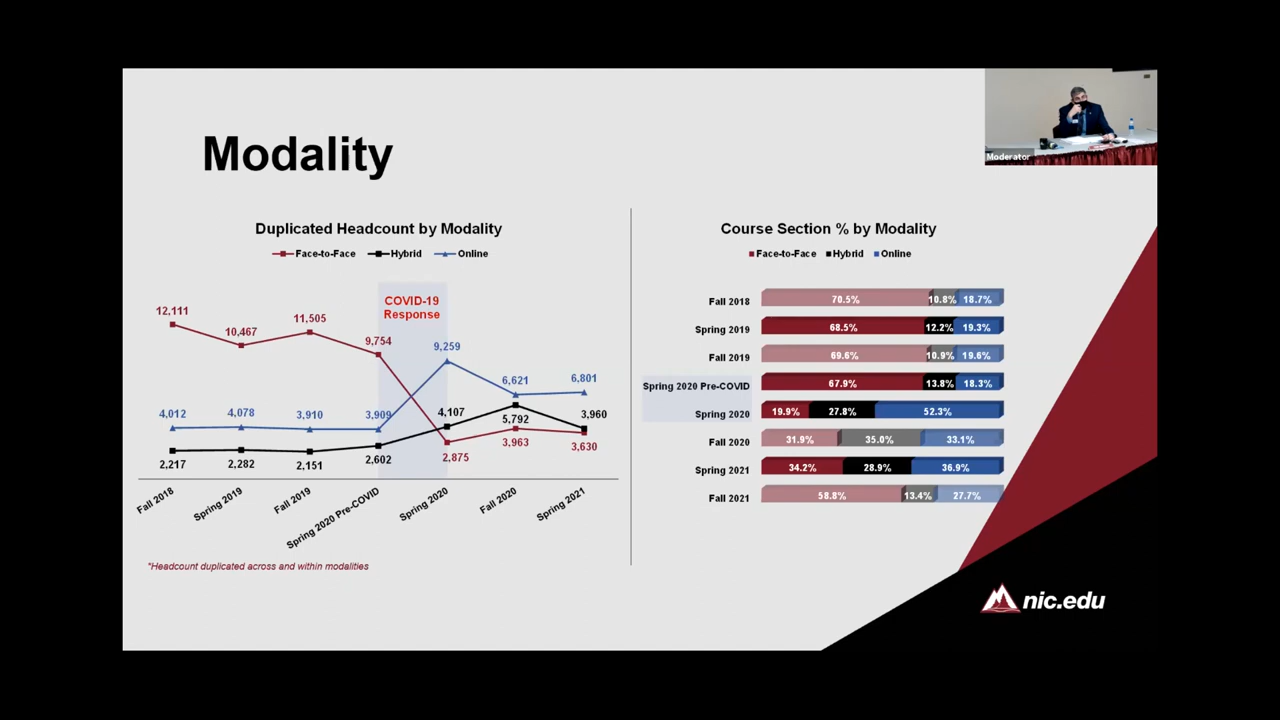 Modality
Moderator
Duplicated Headcount by Modality
Face-to-Face Hybrid Online
COVID-19
Response
12,111 10,467 11,505 9,754 2,875 3,963 3,630
4,012 4,078 3,910 3,909 9,259 6,621 6,801
2,217 2,282 2,151 2,602 4,107 5,792 3,960
Fall 2018 Spring 2019 Fall 2019 Spring 2020 Pre-COVID Spring 2020 Fall 2020 Spring 2021
*Headcount duplicated across and within modalities
Course Section % by Modality
Face-to-Face Hybrid Online
Fall 2018 70.5% 10.8% 18.7%
Spring 2019 68.5% 12.2% 19.3%
Fall 2019 69.6% 10.9% 19.6%
Spring 2020 Pre-COVID 67.9% 13.8% 18.3%
Spring 2020 19.9% 27.8% 52.3%
Fall 2020 31.9% 35.0% 33.1%
Spring 2021 34.2% 28.9% 36.9%
Fall 2021 58.8% 13.4% 27.7%
nic.edu